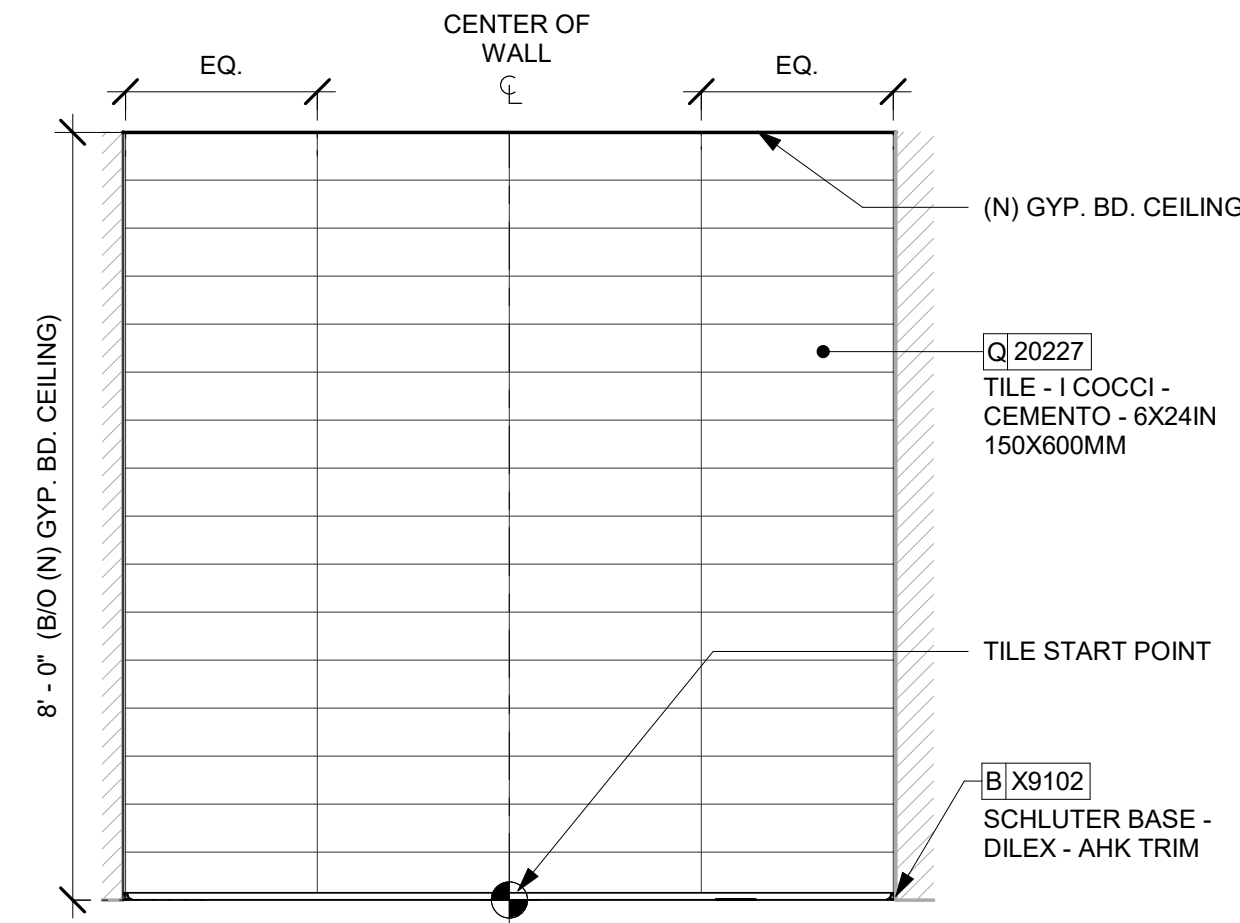 CENTER OF
WALL
EQ.
EQ.
(N) GYP. BD. CEILING
8' - 0" (B/O (N) GYP. BD. CEILING)
Q 20227
TILE - I COCCI -
CEMENTO - 6X24IN
150X600MM
TILE START POINT
B X9102
SCHLUTER BASE -
DILEX - AHK TRIM